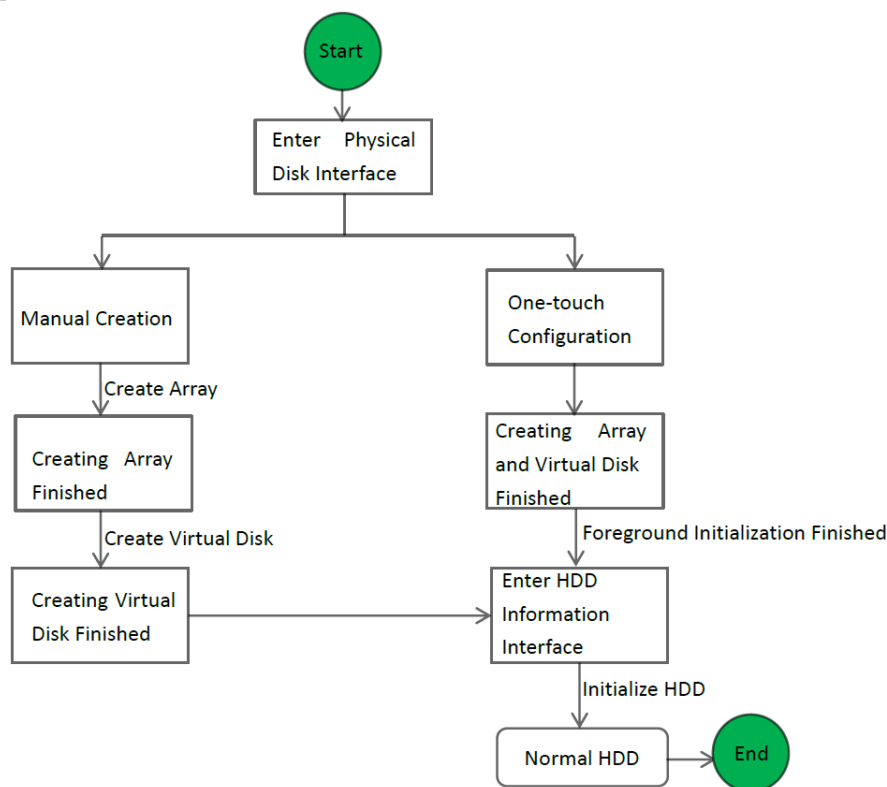 Start
Enter Physical
Disk Interface
Manual Creation
One-touch
Configuration
Create Array
Creating Array
Finished
Creating Array
and Virtual Disk
Finished
Create Virtual Disk
Foreground Initialization Finished
Creating Virtual
Disk Finished
Enter HDD
Information
Interface
Initialize HDD
Normal HDD
End